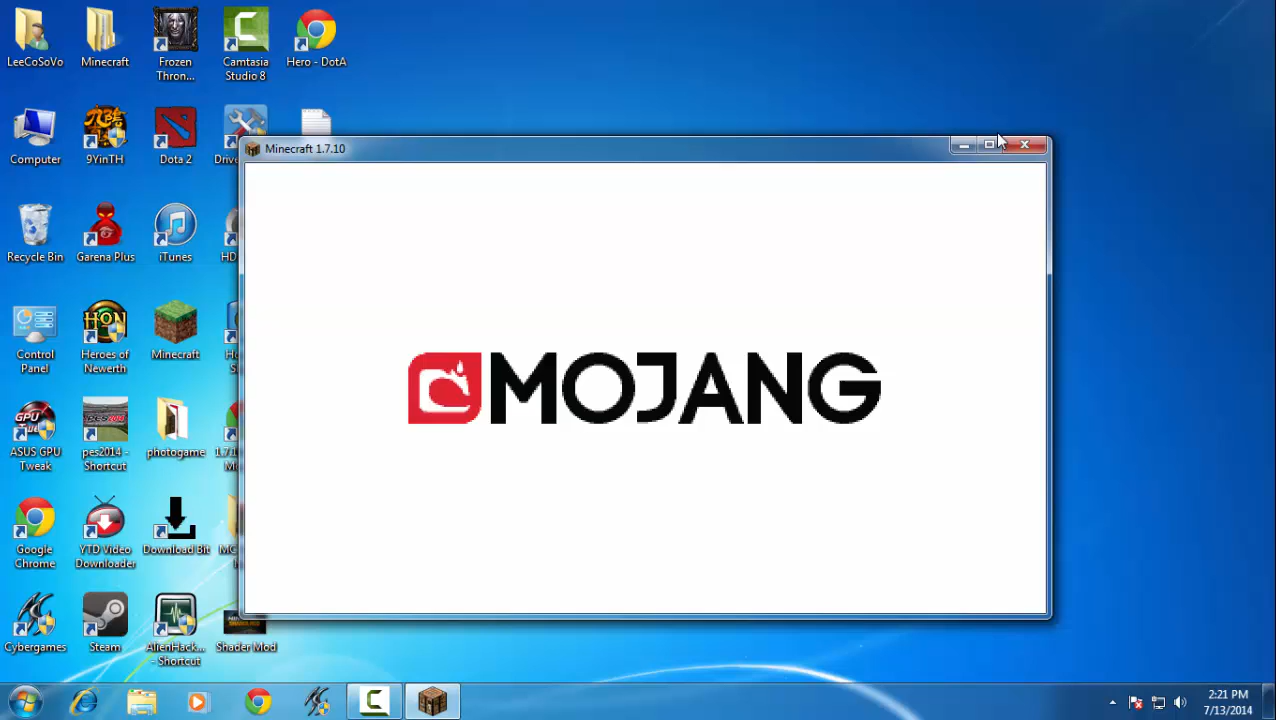 LeeCoSoVo
Minecraft
Frozen
Thron...
Camtasia
Studio 8
Hero - DotA
Computer
9YinTH
Dota 2
Minecraft 1.7.10
Recycle Bin
Garena Plus
iTunes
HD
MOJANG
Control
Panel
Heroes of
Newerth
Minecraft
GPU
ASUS GPU
Tweak
pes2014 -
Shortcut
photogame
Google
Chrome
YTD Video
Downloader
Download Bit
Cybergames
Steam
AlienHack...
- Shortcut
Shader Mod
2:21 PM
7/13/2014